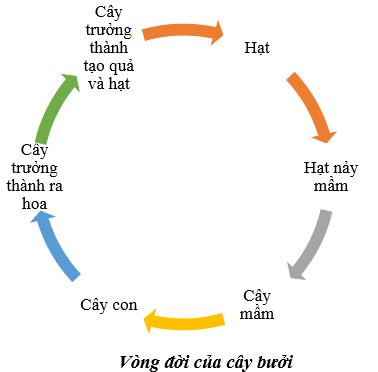 Cây
trưởng
thành
tạo quả
và hạt
Hạt
Hạt này
mầm
Cây
mầm
Cây con
Cây
trưởng
thành ra
hoa
Vòng đời của cây bưởi